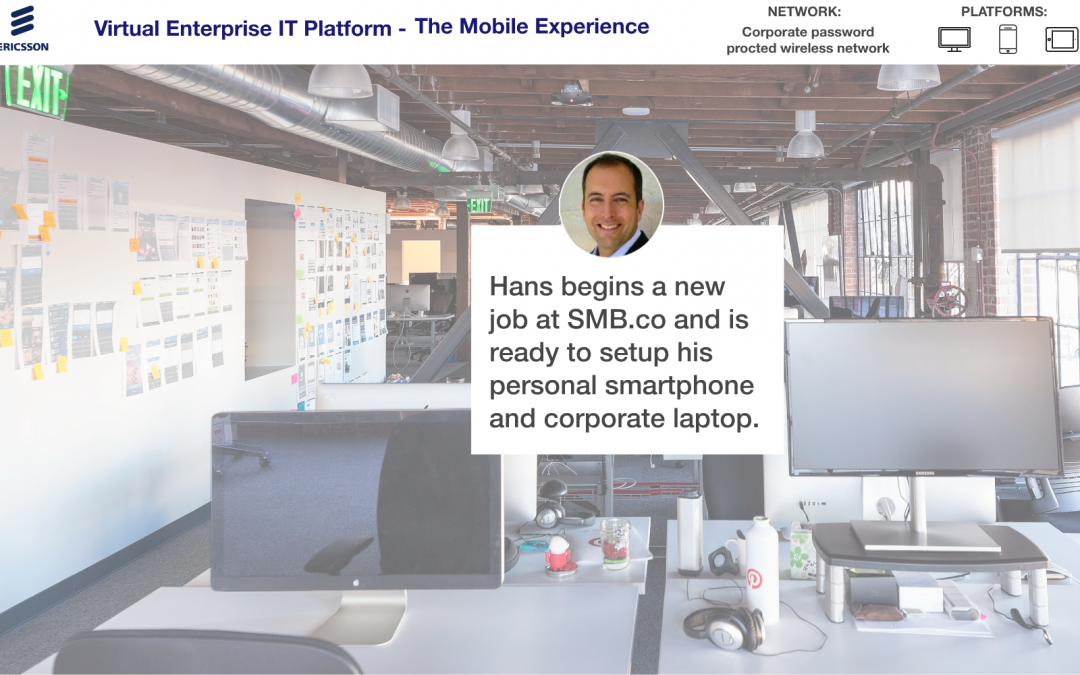 ERICSSON
Virtual Enterprise IT Platform - The Mobile Experience
NETWORK:
Corporate password
procted wireless network
PLATFORMS:
EXIT
EXIT
Hans begins a new
job at SMB.co and is
ready to setup his
personal smartphone
and corporate laptop.
SAMSUNG